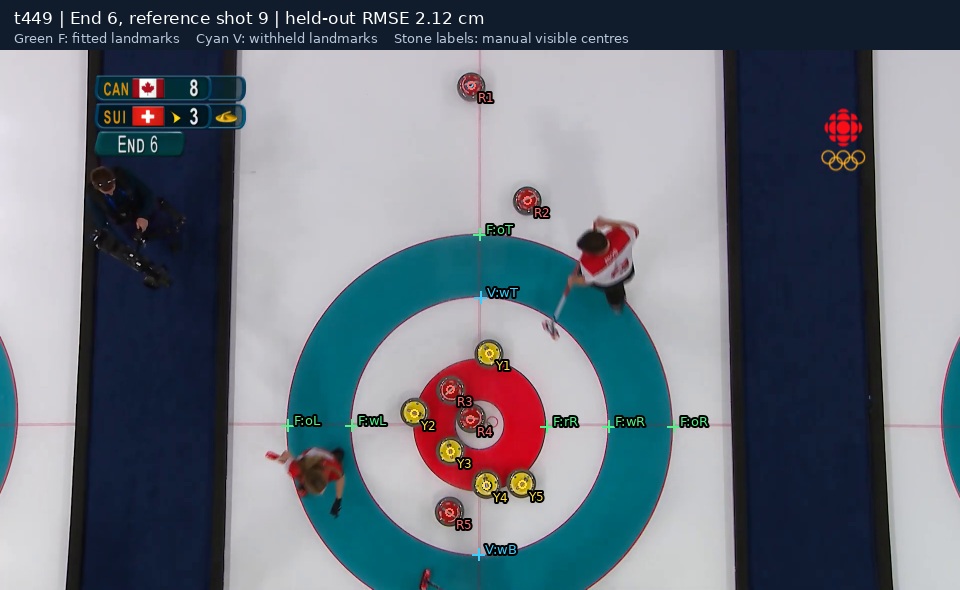 t449 | End 6, reference shot 9 | held-out RMSE 2.12 cm
Green F: fitted landmarks Cyan V: withheld landmarks Stone labels: manual visible centres
CAN 8
SUI 3
END 6
R1
R2
F:oT
V:wT
Y1
R3
Y2
R4
F:oL
F:wL
F:rR
F:wR
F:oR
Y3
Y4
Y5
R5
V:wB